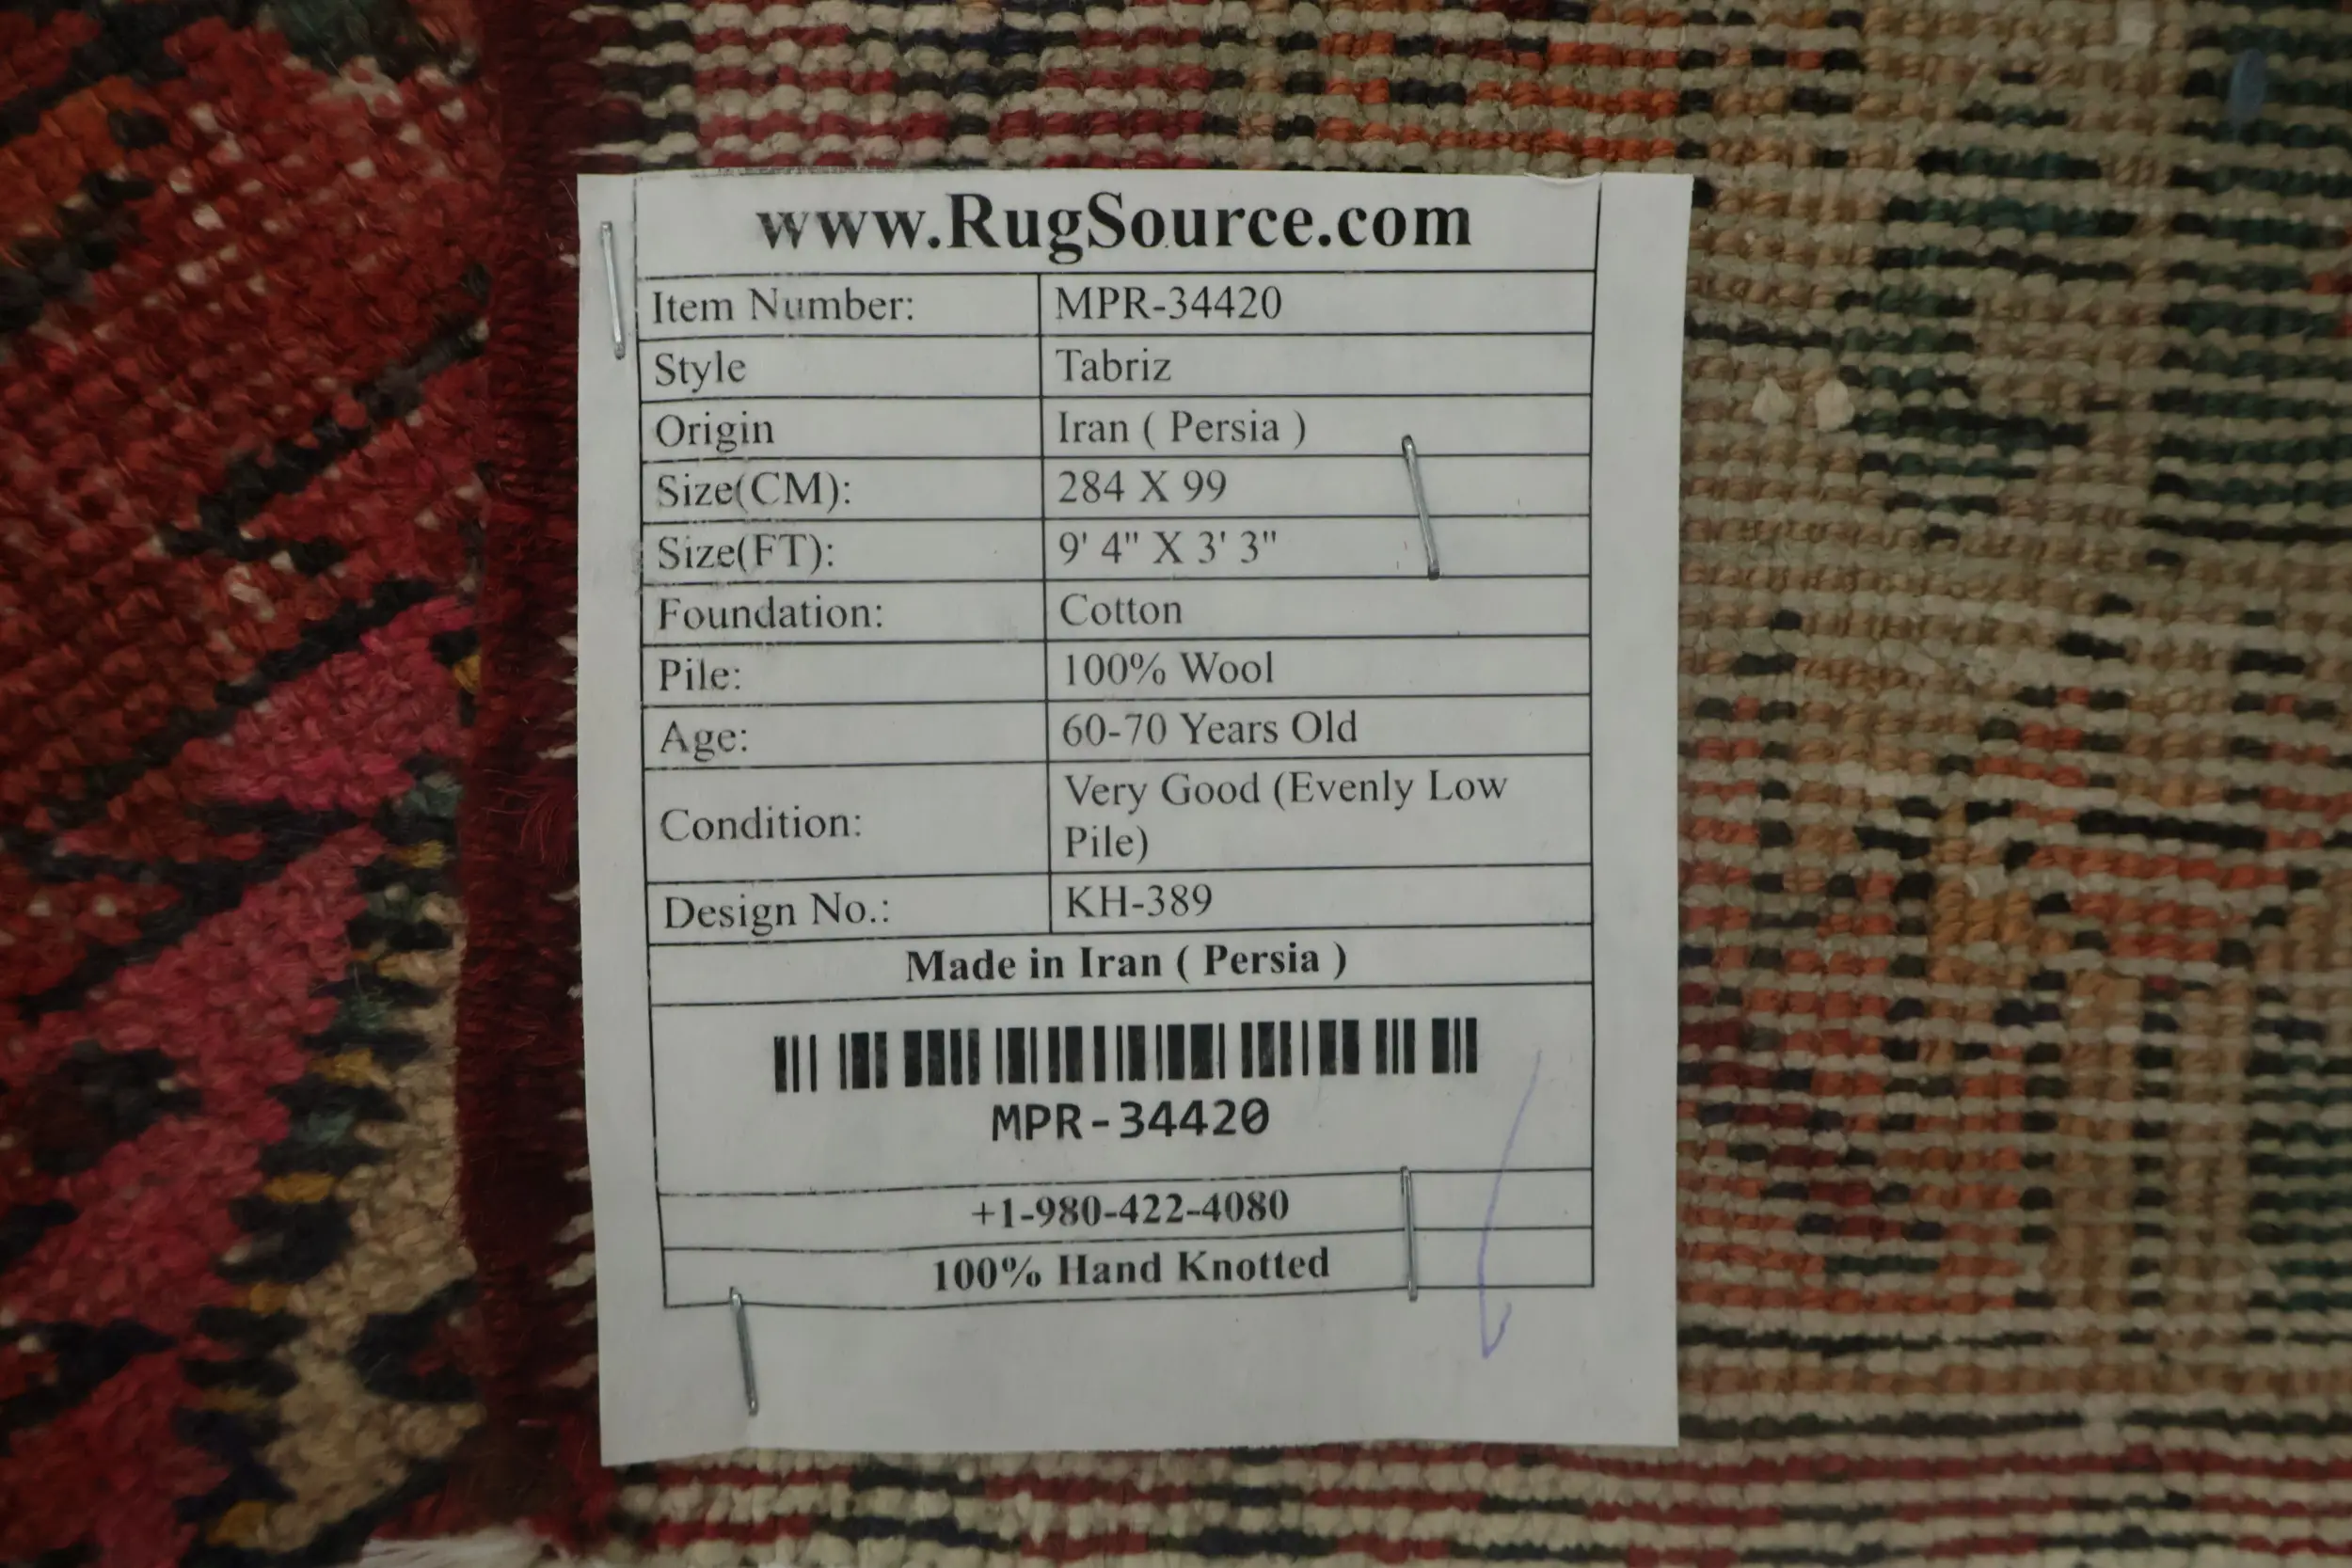 www.RugSource.com
Item Number: MPR-34420
Style Tabriz
Origin Iran ( Persia )
Size(CM): 284 X 99
Size(FT): 9' 4" X 3' 3"
Foundation: Cotton
Pile: 100% Wool
Age: 60-70 Years Old
Condition: Very Good (Evenly Low
Pile)
Design No.: KH-389
Made in Iran ( Persia )
MPR-34420
+1-980-422-4080
100% Hand Knotted